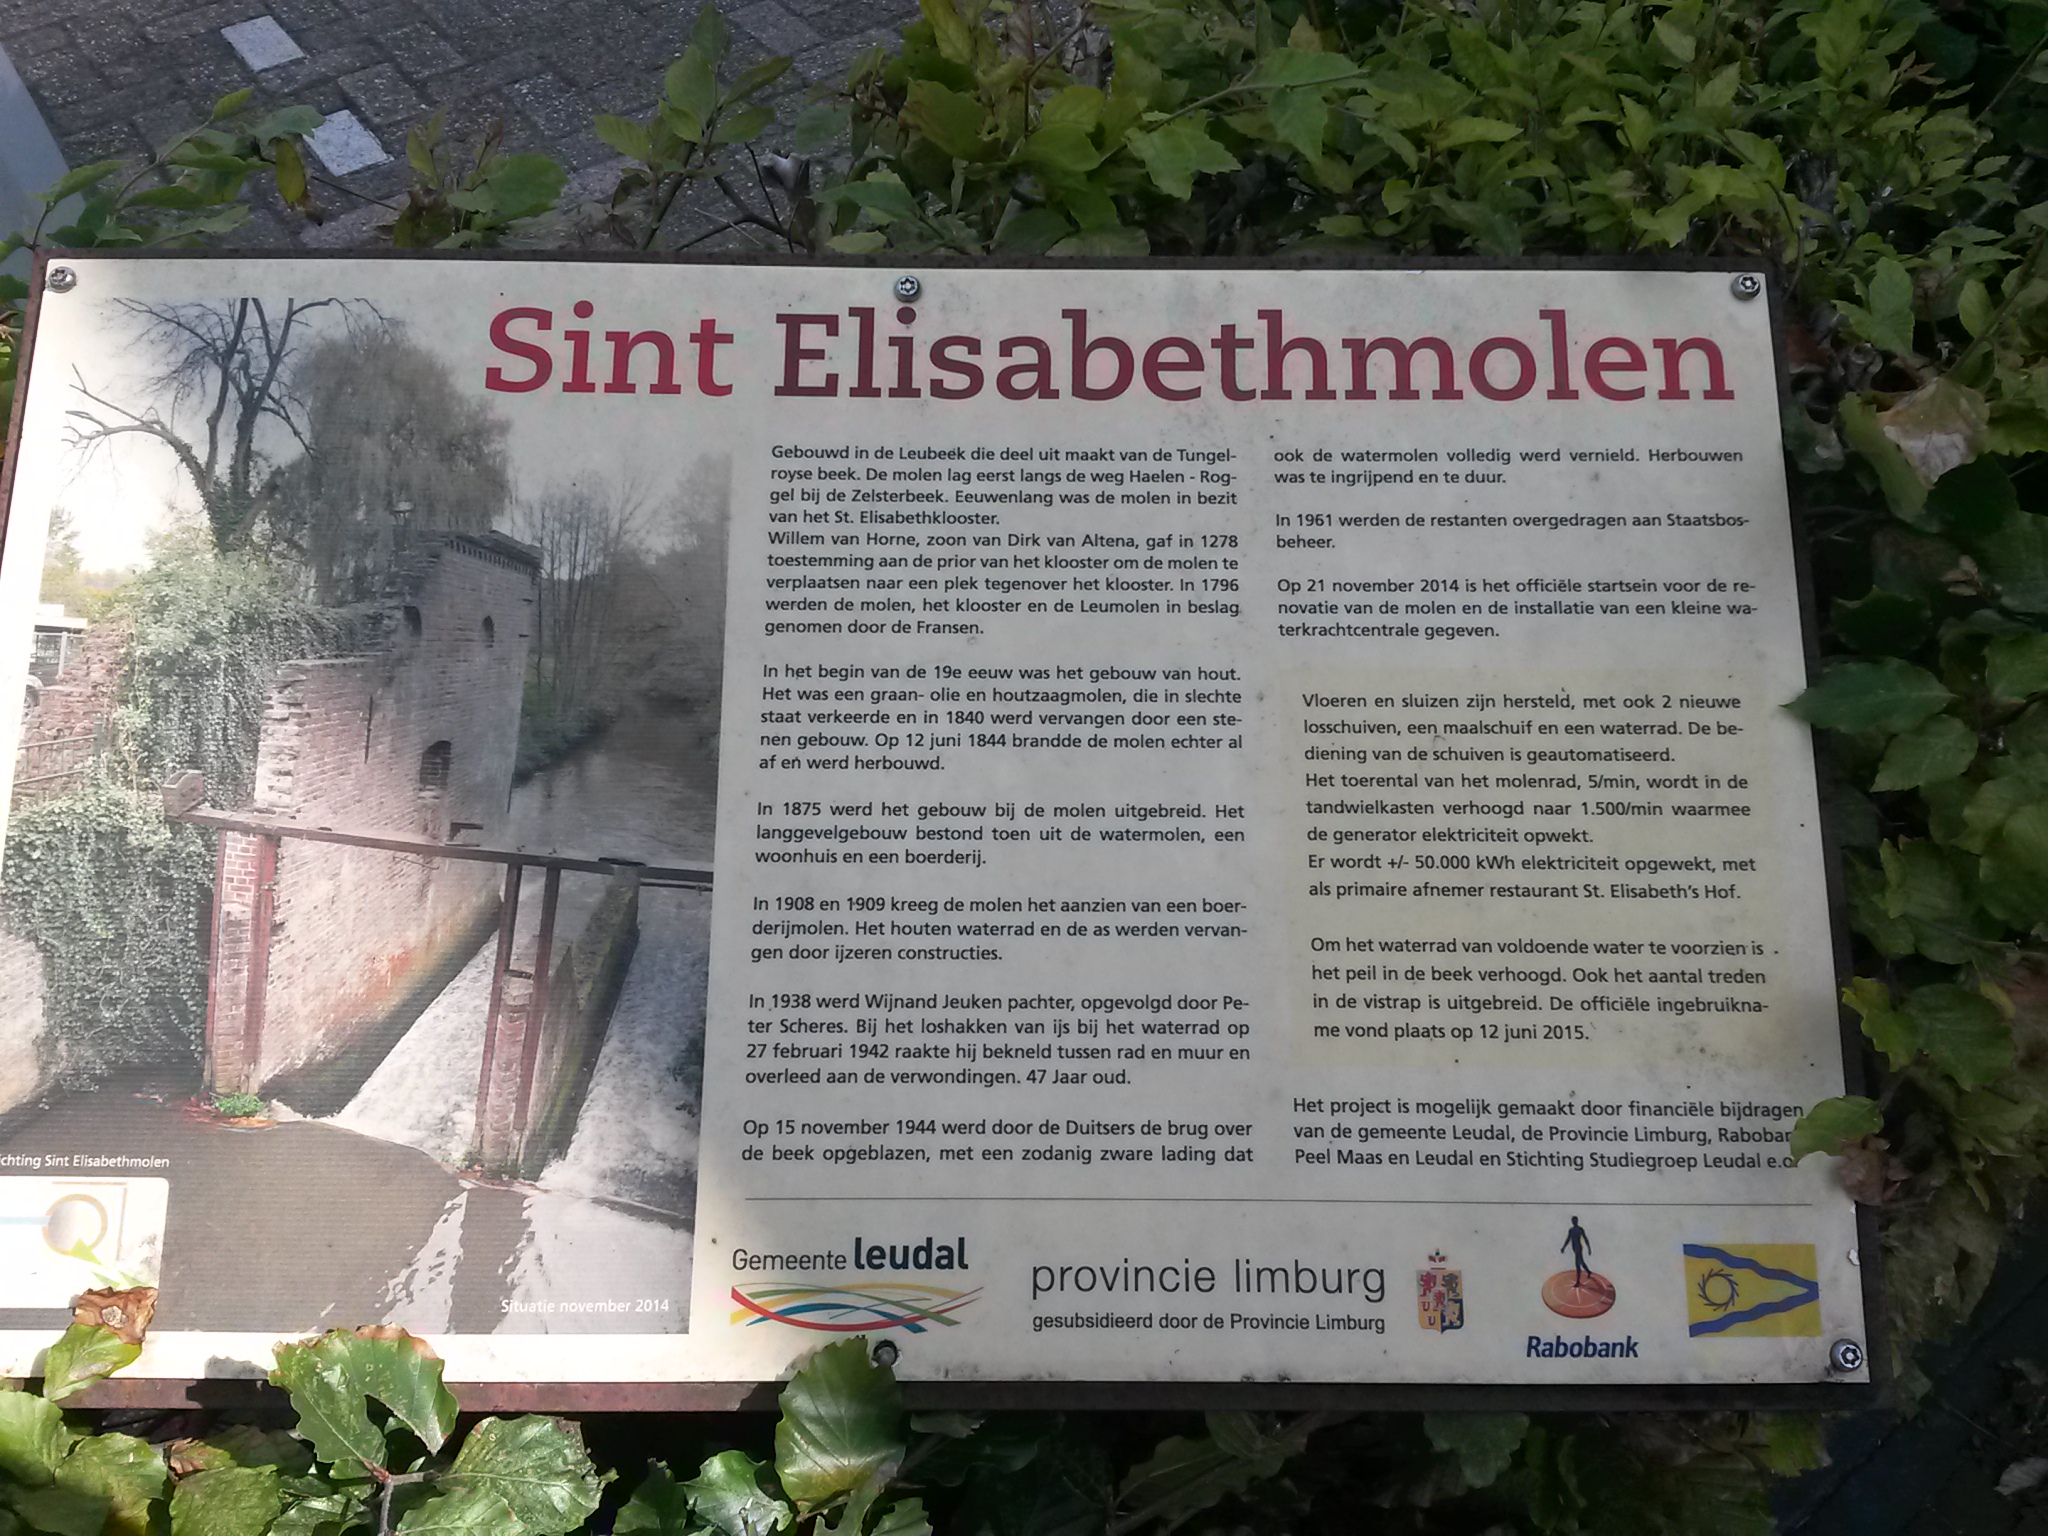 Sint Elisabethmolen
Gebouwd in de Leubeek die deel uit maakt van de Tungel-
royse beek. De molen lag eerst langs de weg Haelen - Rog-
gel bij de Zelsterbeek. Eeuwenlang was de molen in bezit
van het St. Elisabethklooster.
Willem van Horne, zoon van Dirk van Altena, gaf in 1278
toestemming aan de prior van het klooster om de molen te
verplaatsen naar een plek tegenover het klooster. In 1796
werden de molen, het klooster en de Leumolen in beslag
genomen door de Fransen.
In het begin van de 19e eeuw was het gebouw van hout.
Het was een graan- olie en houtzaagmolen, die in slechte
staat verkeerde en in 1840 werd vervangen door een ste-
nen gebouw. Op 12 juni 1844 brandde de molen echter al
af en werd herbouwd.
In 1875 werd het gebouw bij de molen uitgebreid. Het
langgevelgebouw bestond toen uit de watermolen, een
woonhuis en een boerderij.
In 1908 en 1909 kreeg de molen het aanzien van een boer-
derijmolen. Het houten waterrad en de as werden vervan-
gen door ijzeren constructies.
In 1938 werd Wijnand Jeuken pachter, opgevolgd door Pe-
ter Scheres. Bij het loshakken van ijs bij het waterrad op
27 februari 1942 raakte hij bekneld tussen rad en muur en
overleed aan de verwondingen. 47 Jaar oud.
Op 15 november 1944 werd door de Duitsers de brug over
de beek opgeblazen, met een zodanig zware lading dat
ook de watermolen volledig werd vernield. Herbouwen
was te ingrijpend en te duur.
In 1961 werden de restanten overgedragen aan Staatsbos-
beheer.
Op 21 november 2014 is het officiële startsein voor de re-
novatie van de molen en de installatie van een kleine wa-
terkrachtcentrale gegeven.
Vloeren en sluizen zijn hersteld, met ook 2 nieuwe
losschuiven, een maalschuif en een waterrad. De be-
diening van de schuiven is geautomatiseerd.
Het toerental van het molenrad, 5/min, wordt in de
tandwielkasten verhoogd naar 1.500/min waarmee
de generator elektriciteit opwekt.
Er wordt +/- 50.000 kWh elektriciteit opgewekt, met
als primaire afnemer restaurant St. Elisabeth's Hof.
Om het waterrad van voldoende water te voorzien is
het peil in de beek verhoogd. Ook het aantal treden
in de vistrap is uitgebreid. De officiële ingebruikna-
me vond plaats op 12 juni 2015.
Het project is mogelijk gemaakt door financiële bijdragen
van de gemeente Leudal, de Provincie Limburg,
Peel Maas en Leudal en Stichting Studiegroep Leudal
Sint Elisabethmolen
Situatie november 2014
Gemeente leudal
provincie limburg
gesubsidieerd door de Provincie Limburg
Rabobank